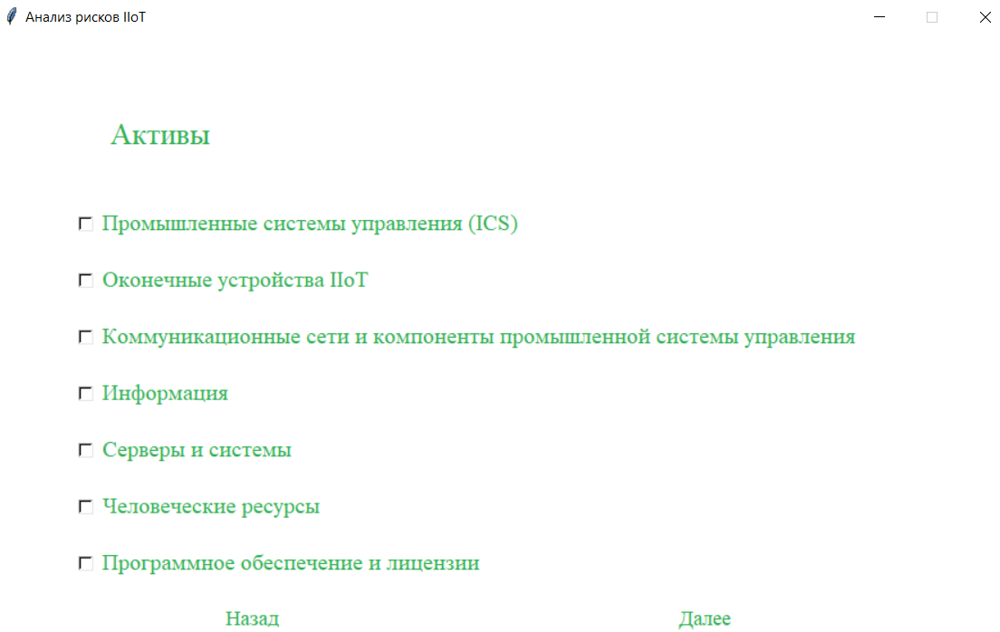 Анализ рисков IIoT
Активы
Промышленные системы управления (ICS)
Оконечные устройства IIoT
Коммуникационные сети и компоненты промышленной системы управления
Информация
Серверы и системы
Человеческие ресурсы
Программное обеспечение и лицензии
Назад Далее